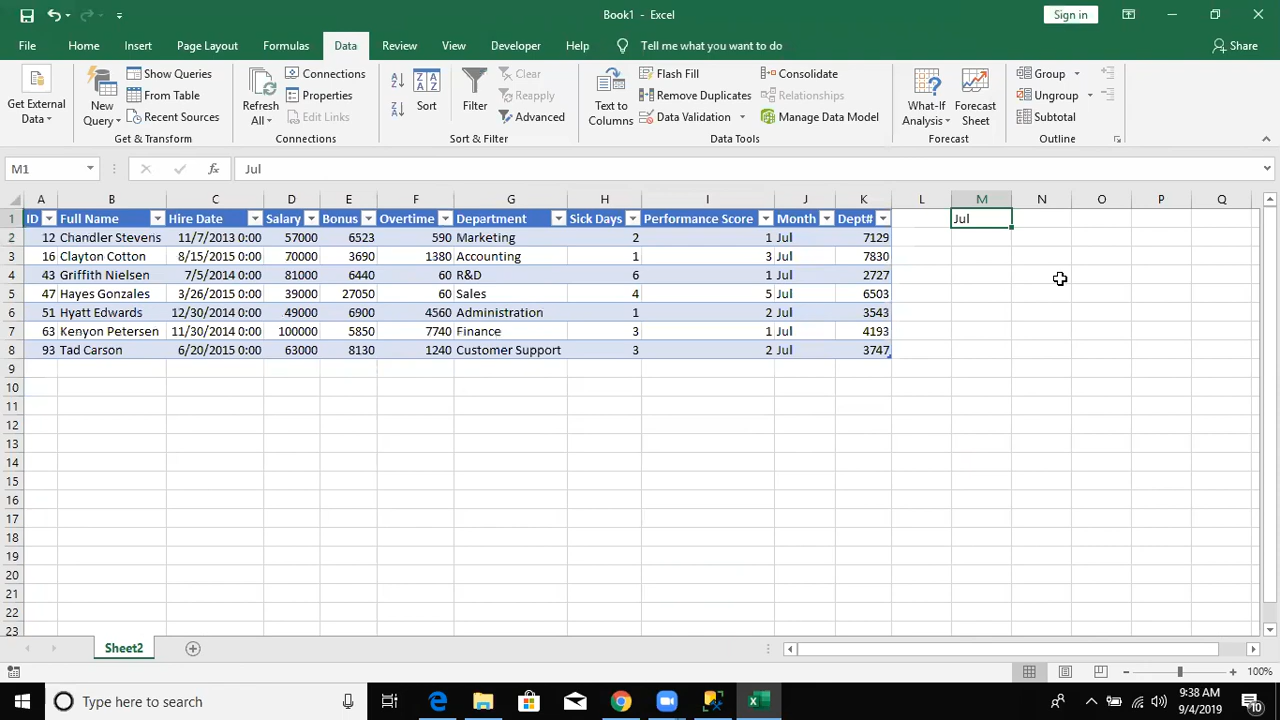 Book1 - Excel
Sign in
File Home Insert Page Layout Formulas Data Review View Developer Help Tell me what you want to do Share
Get External Data
New Query
Show Queries
From Table
Recent Sources
Get & Transform
Refresh All
Connections
Properties
Edit Links
Connections
Sort
Filter
Clear
Reapply
Advanced
Sort & Filter
Text to Columns
Flash Fill
Remove Duplicates
Data Validation
Consolidate
Relationships
Manage Data Model
Data Tools
What-If Analysis
Forecast Sheet
Forecast
Group
Ungroup
Subtotal
Outline
M1 fx Jul
A B C D E F G H I J K L M N O P Q
1 ID Full Name Hire Date Salary Bonus Overtime Department Sick Days Performance Score Month Dept# Jul
2 12 Chandler Stevens 11/7/2013 0:00 57000 6523 590 Marketing 2 1 Jul 7129
3 16 Clayton Cotton 8/15/2015 0:00 70000 3690 1380 Accounting 1 3 Jul 7830
4 43 Griffith Nielsen 7/5/2014 0:00 81000 6440 60 R&D 6 1 Jul 2727
5 47 Hayes Gonzales 3/26/2015 0:00 39000 27050 60 Sales 4 5 Jul 6503
6 51 Hyatt Edwards 12/30/2014 0:00 49000 6900 4560 Administration 1 2 Jul 3543
7 63 Kenyon Petersen 11/30/2014 0:00 100000 5850 7740 Finance 3 1 Jul 4193
8 93 Tad Carson 6/20/2015 0:00 63000 8130 1240 Customer Support 3 2 Jul 3747
9
10
11
12
13
14
15
16
17
18
19
20
21
22
23
Sheet2
100%
Type here to search
9:38 AM
9/4/2019
10